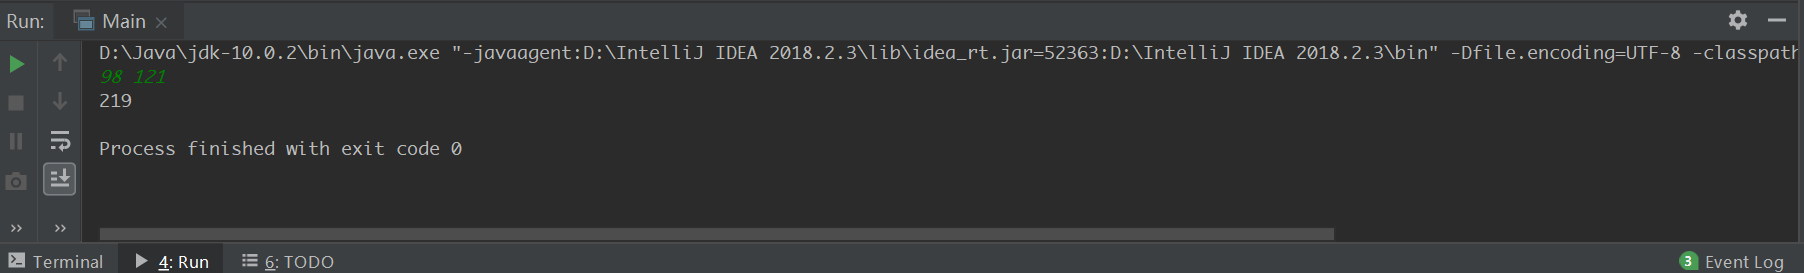 Run: Main
D:\Java\jdk-10.0.2\bin\java.exe "-javaagent:D:\IntelliJ IDEA 2018.2.3\lib\idea_rt.jar=52363:D:\IntelliJ IDEA 2018.2.3\bin" -Dfile.encoding=UTF-8 -classpath
98 121
219
Process finished with exit code 0
Terminal 4: Run 6: TODO 3 Event Log